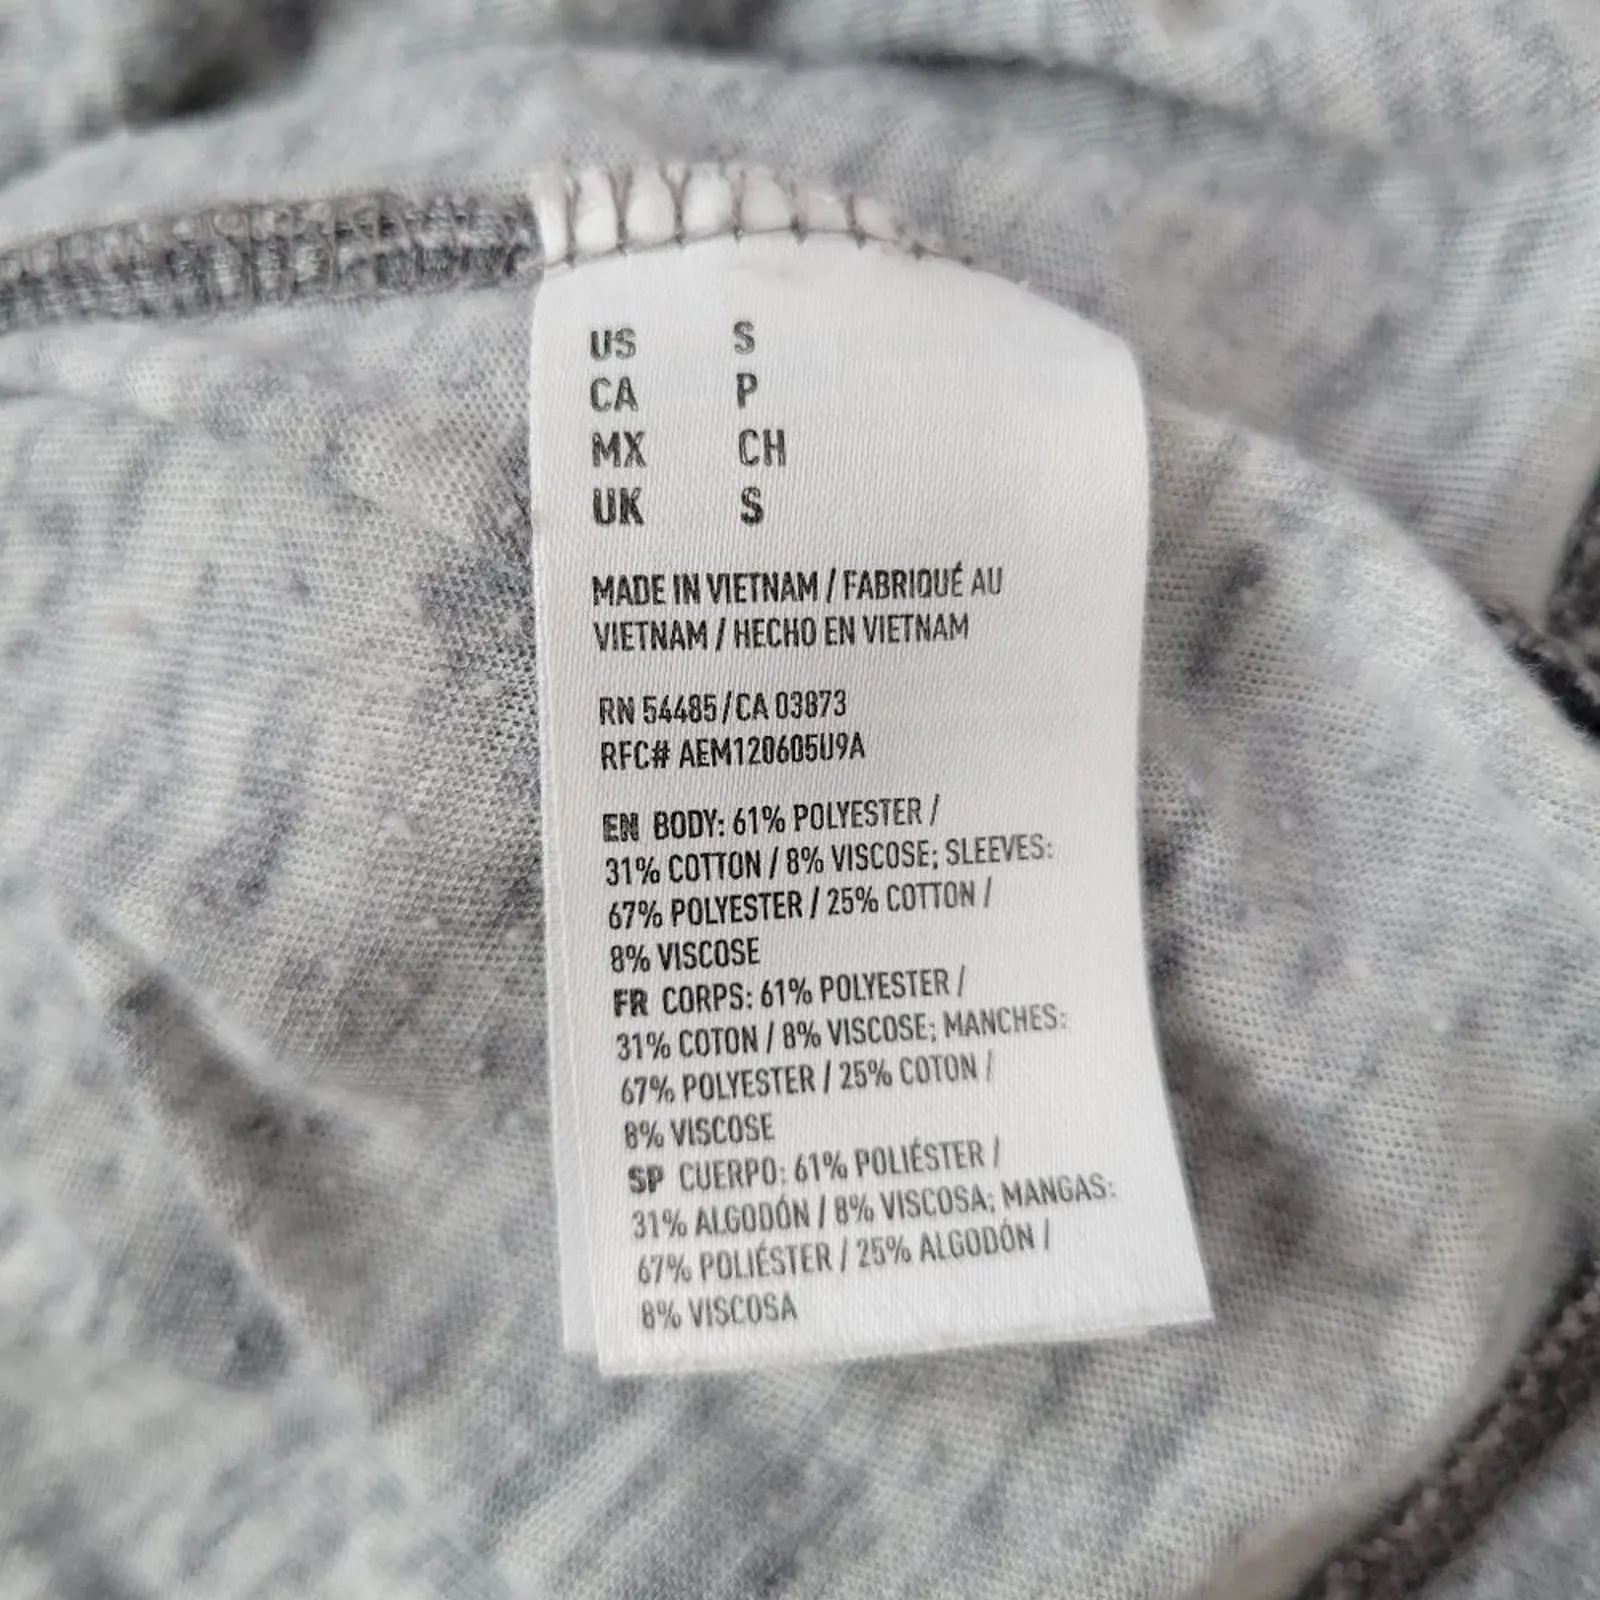 US S
CA P
MX CH
UK S
MADE IN VIETNAM / FABRIQUÉ AU
VIETNAM / HECHO EN VIETNAM
RN 54485/CA 03873
RFC# AEM120605U9A
EN BODY: 61% POLYESTER /
31% COTTON / 8% VISCOSE; SLEEVES:
67% POLYESTER / 25% COTTON /
8% VISCOSE
FR CORPS: 61% POLYESTER /
31% COTON / 8% VISCOSE; MANCHES:
67% POLYESTER / 25% COTON /
8% VISCOSE
SP CUERPO: 61% POLIÉSTER /
31% ALGODÓN / 8% VISCOSA; MANGAS:
67% POLIÉSTER / 25% ALGODÓN /
8% VISCOSA